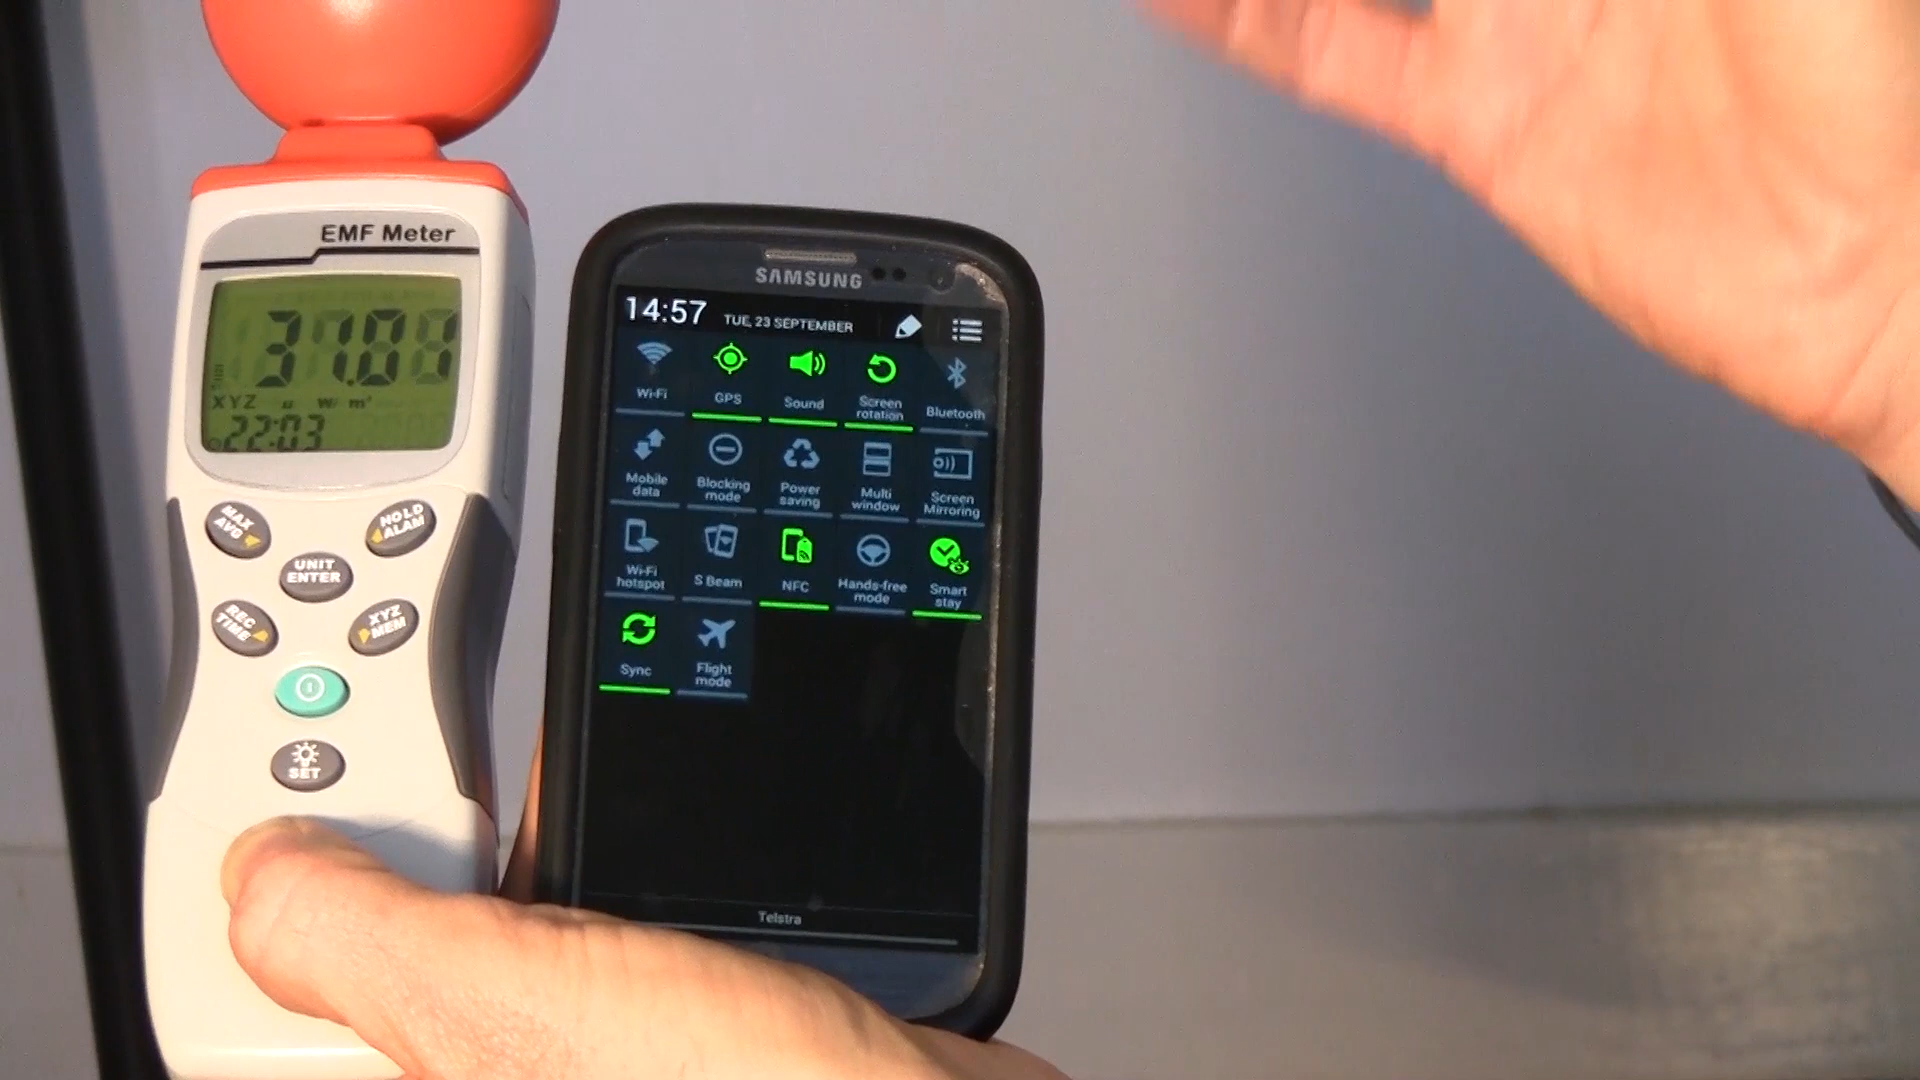 EMF Meter
XYZ μ W/ m²
22:03
MAX
AVG
HOLD
ALAM
UNIT
ENTER
REC
TIME
XYZ
MEM
SET
SAMSUNG
14:57 TUE, 23 SEPTEMBER
Wi-Fi
GPS
Sound
Screen
rotation
Bluetooth
Mobile
data
Blocking
mode
Power
saving
Multi
window
Screen
Mirroring
Wi-Fi
hotspot
S Beam
NFC
Hands-free
mode
Smart
stay
Sync
Flight
mode
Telstra